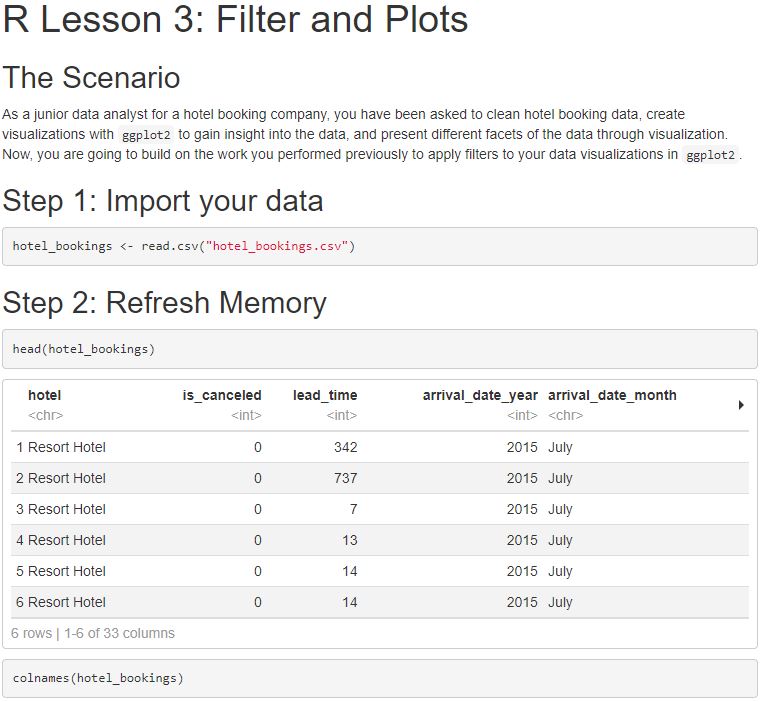 R Lesson 3: Filter and Plots
The Scenario
As a junior data analyst for a hotel booking company, you have been asked to clean hotel booking data, create
visualizations with ggplot2 to gain insight into the data, and present different facets of the data through visualization.
Now, you are going to build on the work you performed previously to apply filters to your data visualizations in ggplot2 .
Step 1: Import your data
hotel_bookings <- read.csv("hotel_bookings.csv")
Step 2: Refresh Memory
head(hotel_bookings)
hotel is_canceled lead_time arrival_date_year arrival_date_month
<chr> <int> <int> <int> <chr>
1 Resort Hotel 0 342 2015 July
2 Resort Hotel 0 737 2015 July
3 Resort Hotel 0 7 2015 July
4 Resort Hotel 0 13 2015 July
5 Resort Hotel 0 14 2015 July
6 Resort Hotel 0 14 2015 July
6 rows | 1-6 of 33 columns
colnames(hotel_bookings)